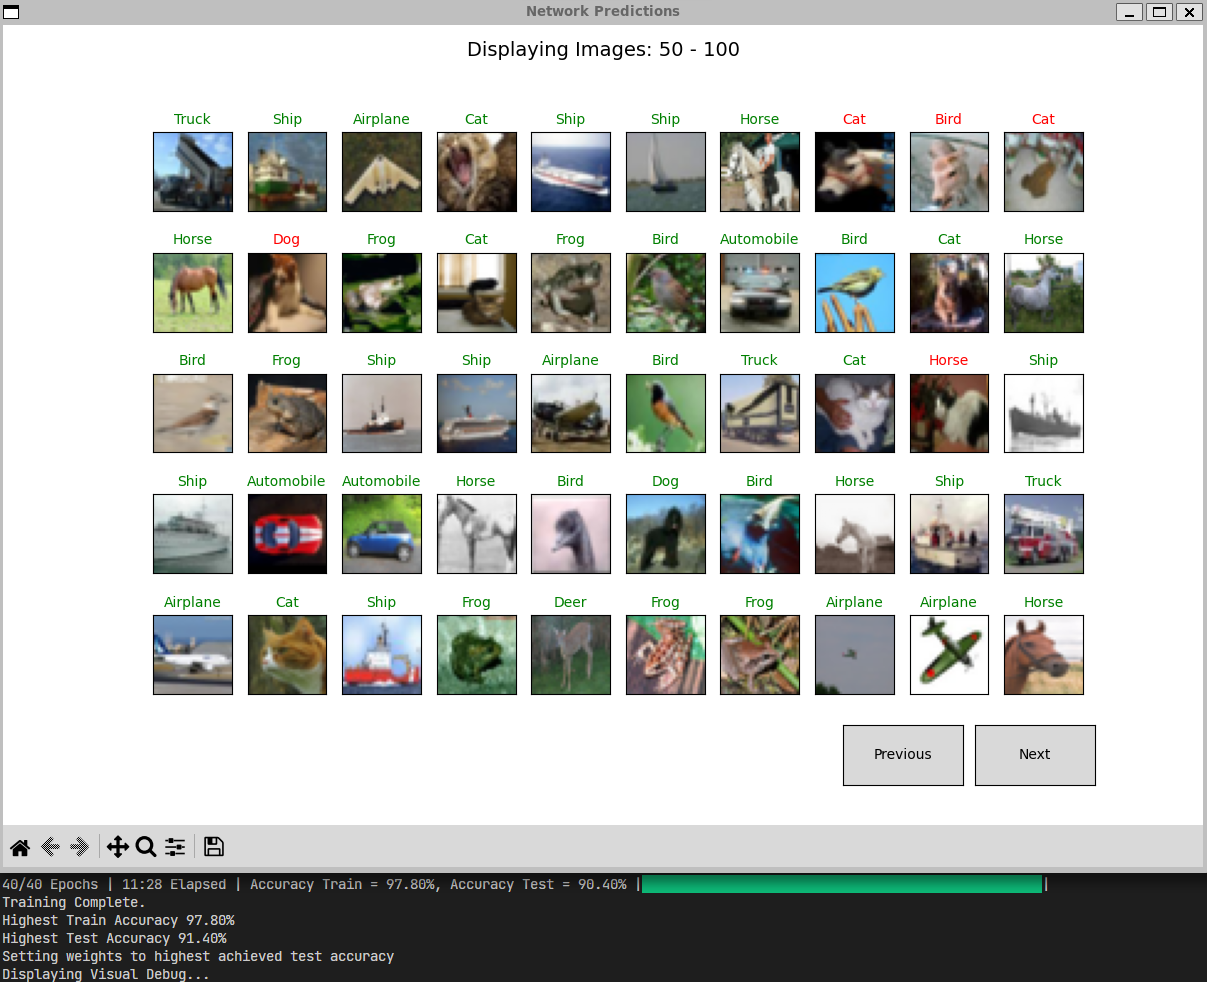 Network Predictions
Displaying Images: 50 - 100
Truck Ship Airplane Cat Ship Ship Horse Cat Bird Cat
Horse Dog Frog Cat Frog Bird Automobile Bird Cat Horse
Bird Frog Ship Ship Airplane Bird Truck Cat Horse Ship
Ship Automobile Automobile Horse Bird Dog Bird Horse Ship Truck
Airplane Cat Ship Frog Deer Frog Frog Airplane Airplane Horse
Previous Next
40/40 Epochs | 11:28 Elapsed | Accuracy Train = 97.80%, Accuracy Test = 90.40% | |
Training Complete.
Highest Train Accuracy 97.80%
Highest Test Accuracy 91.40%
Setting weights to highest achieved test accuracy
Displaying Visual Debug...